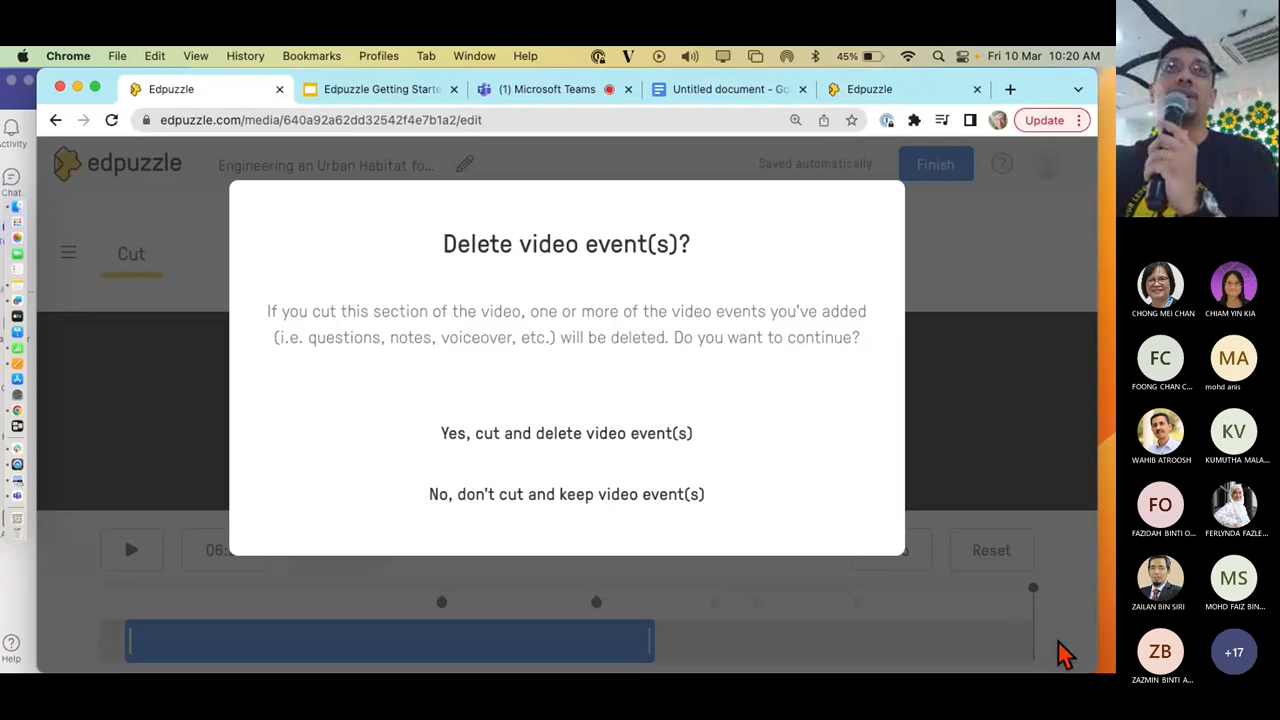 Chrome File Edit View History Bookmarks Profiles Tab Window Help V 45% Fri 10 Mar 10:20 AM
Edpuzzle × Edpuzzle Getting Starte × (1) Microsoft Teams × Untitled document - Go × Edpuzzle × +
edpuzzle.com/media/640a92a62dd32542f4e7b1a2/edit Update
edpuzzle Engineering an Urban Habitat fo... Saved automatically Finish ?
Activity
Chat
Cut
Delete video event(s)?
If you cut this section of the video, one or more of the video events you've added
(i.e. questions, notes, voiceover, etc.) will be deleted. Do you want to continue?
Yes, cut and delete video event(s)
No, don't cut and keep video event(s)
06:
Reset
Help
CHONG MEI CHAN CHIAM YIN KIA
FC MA
FOONG CHAN C... mohd anis
KV
WAHIB ATROOSH KUMUTHA MALA...
FO
FAZIDAH BINTI O... FERLYNDA FAZLE...
MS
ZAILAN BIN SIRI MOHD FAIZ BIN...
ZB +17
ZAZMIN BINTI A...